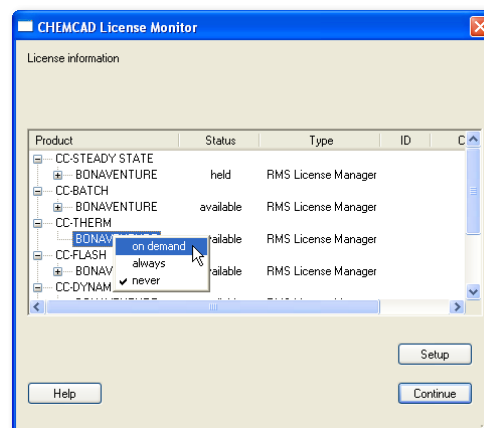 CHEMCAD License Monitor
License information
Product Status Type ID C
CC-STEADY STATE
BONAVENTURE held RMS License Manager
CC-BATCH
BONAVENTURE available RMS License Manager
CC-THERM
on demand RMS License Manager
always
CC-FLASH
BONAV RMS License Manager
never
CC-DYNAM
Setup
Help Continue